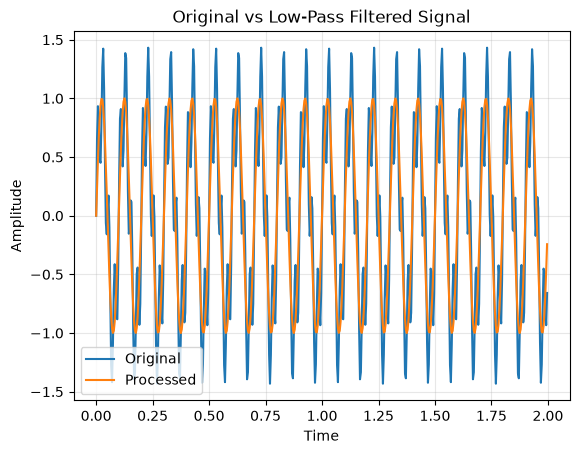 Original vs Low-Pass Filtered Signal
1.5
1.0
0.5
0.0
−0.5
−1.0
−1.5
Amplitude
Original
Processed
0.00 0.25 0.50 0.75 1.00 1.25 1.50 1.75 2.00
Time